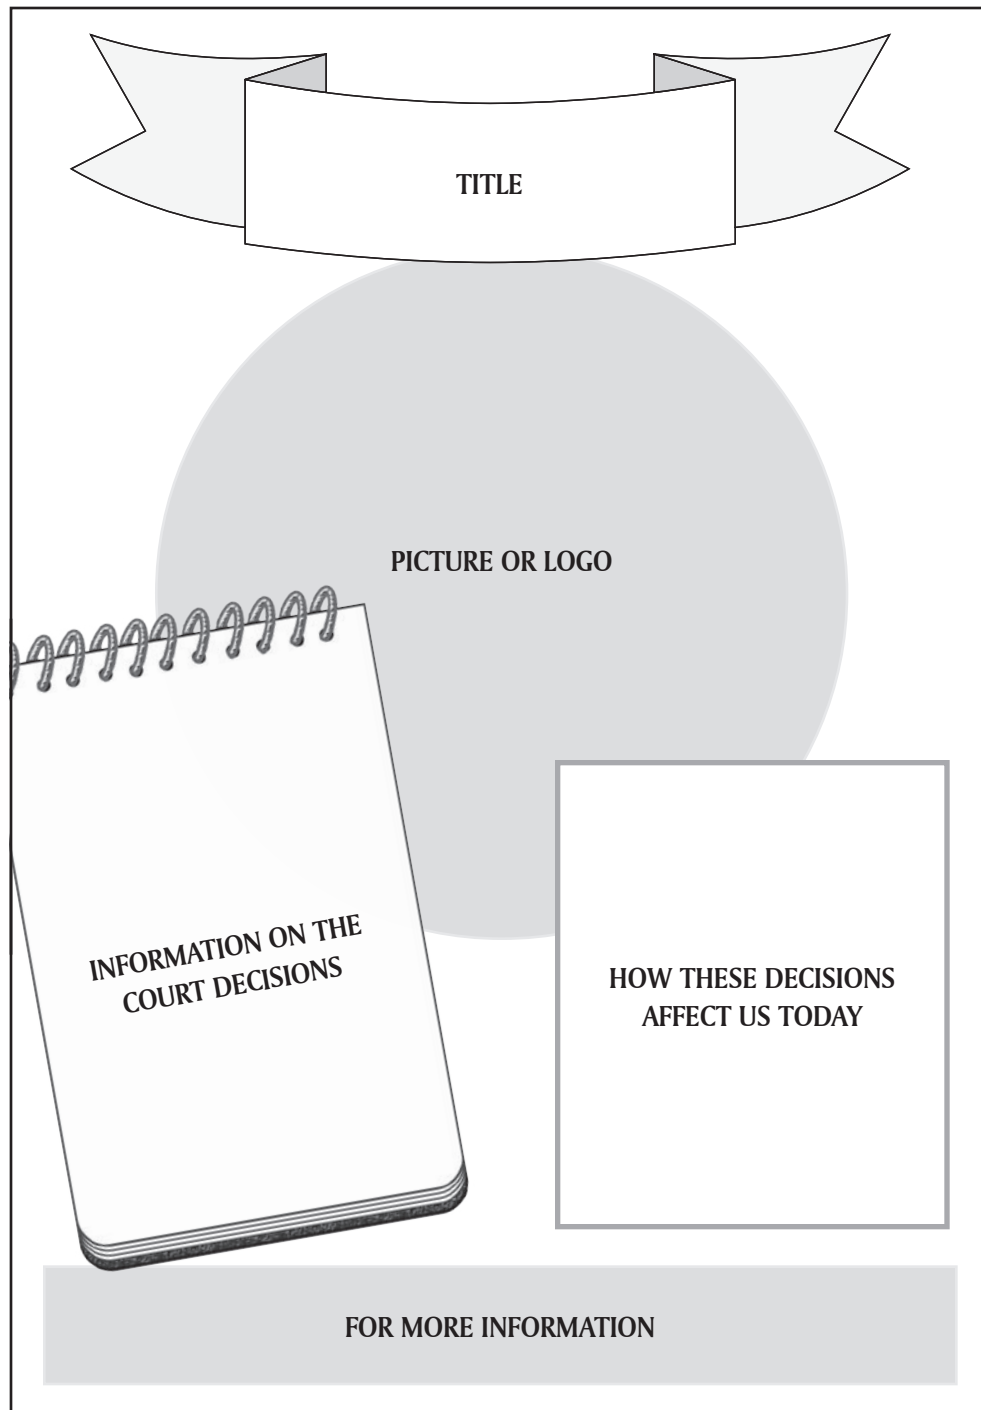 TITLE
PICTURE OR LOGO
INFORMATION ON THE
COURT DECISIONS
HOW THESE DECISIONS
AFFECT US TODAY
FOR MORE INFORMATION